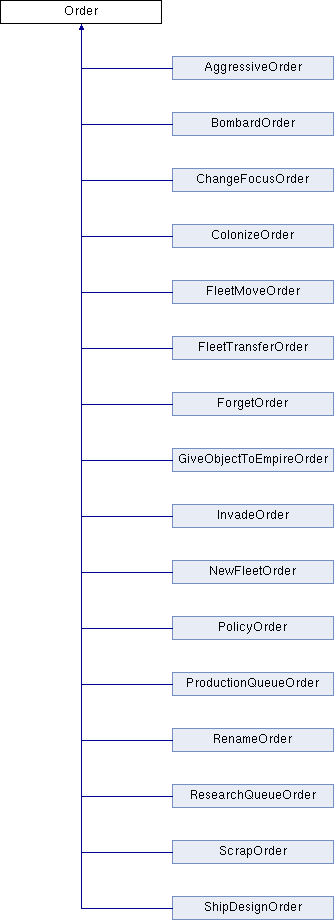 Order
AggressiveOrder
BombardOrder
ChangeFocusOrder
ColonizeOrder
FleetMoveOrder
FleetTransferOrder
ForgetOrder
GiveObjectToEmpireOrder
InvadeOrder
NewFleetOrder
PolicyOrder
ProductionQueueOrder
RenameOrder
ResearchQueueOrder
ScrapOrder
ShipDesignOrder